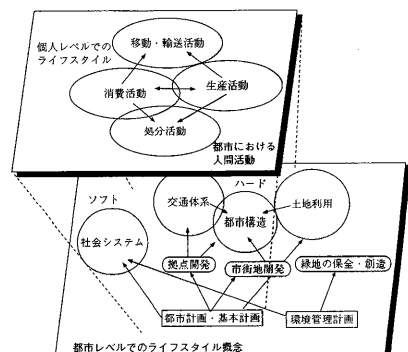 個人レベルでの
ライフスタイル
移動・輸送活動
消費活動
生産活動
処分活動
都市における
人間活動
ソフト
ハード
交通体系
土地利用
都市構造
社会システム
拠点開発
市街地開発
緑地の保全・創造
都市計画・基本計画
環境管理計画
都市レベルでのライフスタイル概念